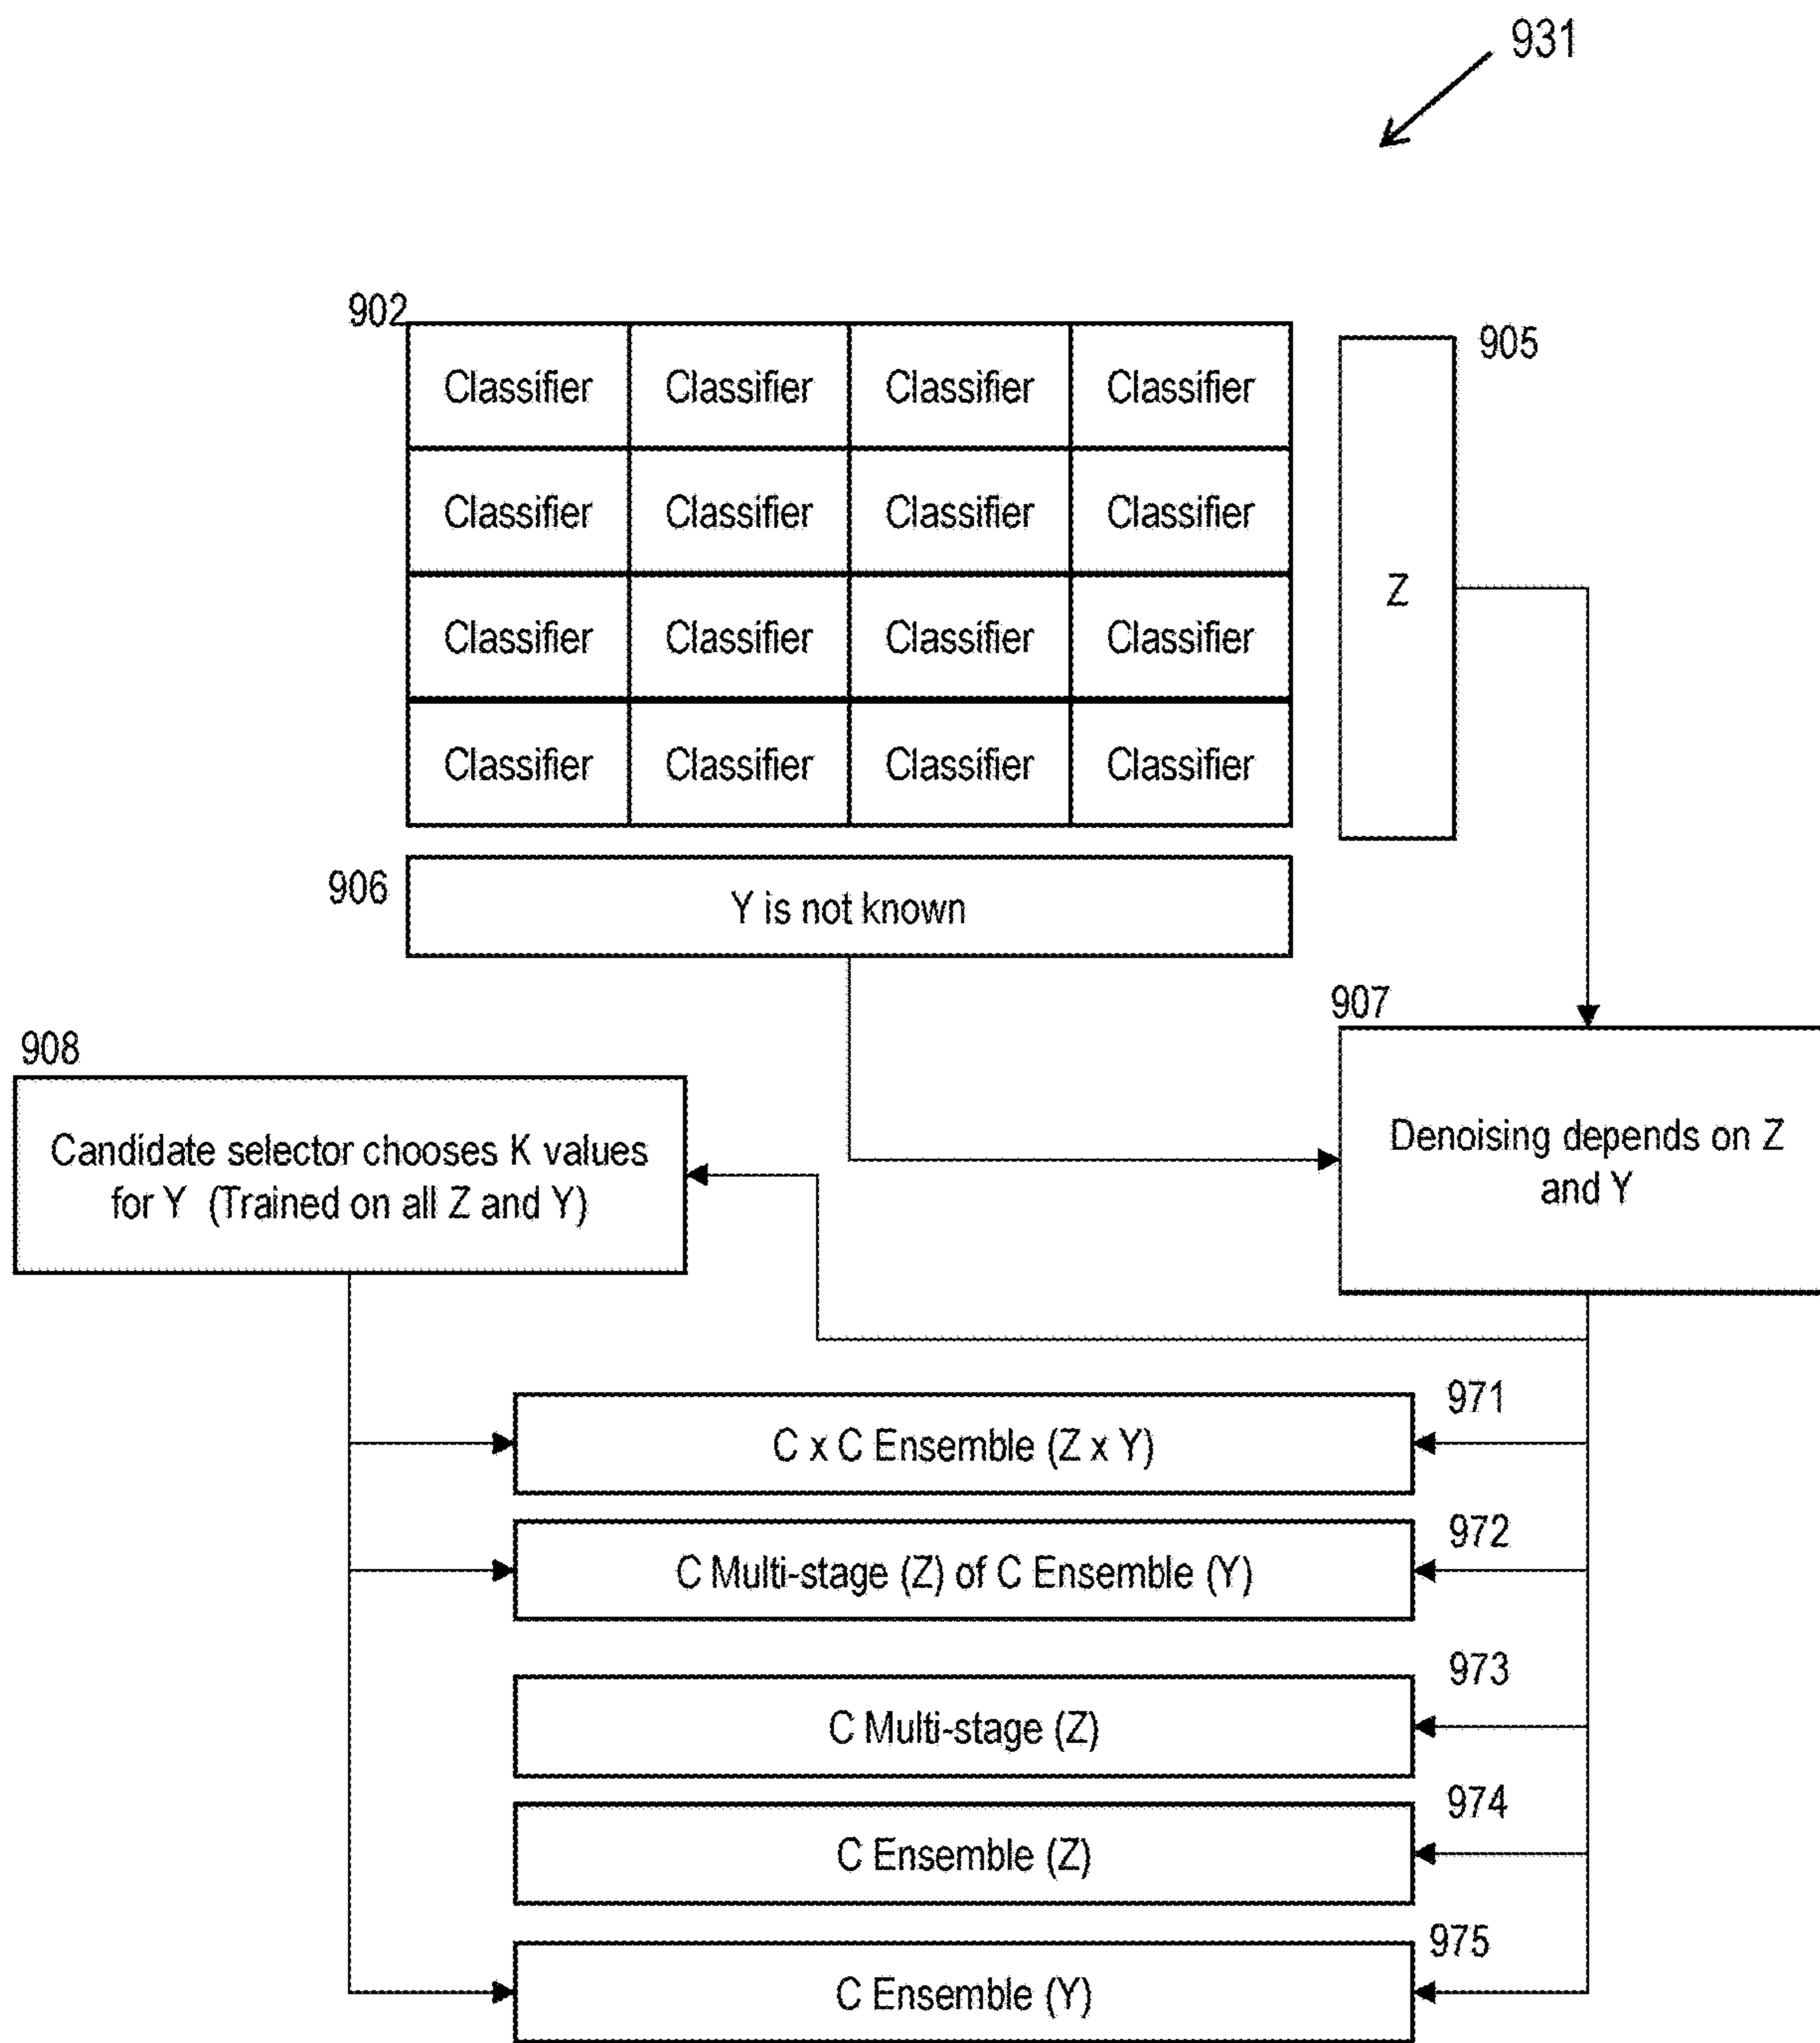 931
902
905
Classifier Classifier Classifier Classifier
Classifier Classifier Classifier Classifier
Classifier Classifier Classifier Classifier
Classifier Classifier Classifier Classifier
Z
906
Y is not known
907
908
Candidate selector chooses K values
for Y (Trained on all Z and Y)
Denoising depends on Z
and Y
971
C x C Ensemble (Z x Y)
972
C Multi-stage (Z) of C Ensemble (Y)
973
C Multi-stage (Z)
974
C Ensemble (Z)
975
C Ensemble (Y)